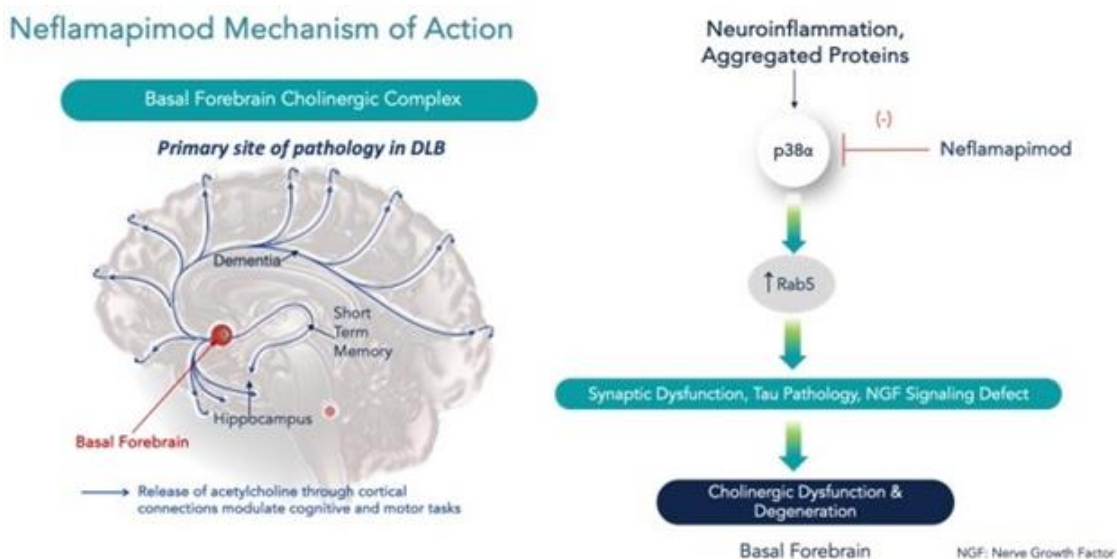 Neflamapimod Mechanism of Action
Basal Forebrain Cholinergic Complex
Primary site of pathology in DLB
Dementia
Short
Term
Memory
Hippocampus
Basal Forebrain
Release of acetylcholine through cortical
connections modulate cognitive and motor tasks
Neuroinflammation,
Aggregated Proteins
(-)
p38α
Neflamapimod
↑Rab5
Synaptic Dysfunction, Tau Pathology, NGF Signaling Defect
Cholinergic Dysfunction &
Degeneration
Basal Forebrain
NGF: Nerve Growth Factor